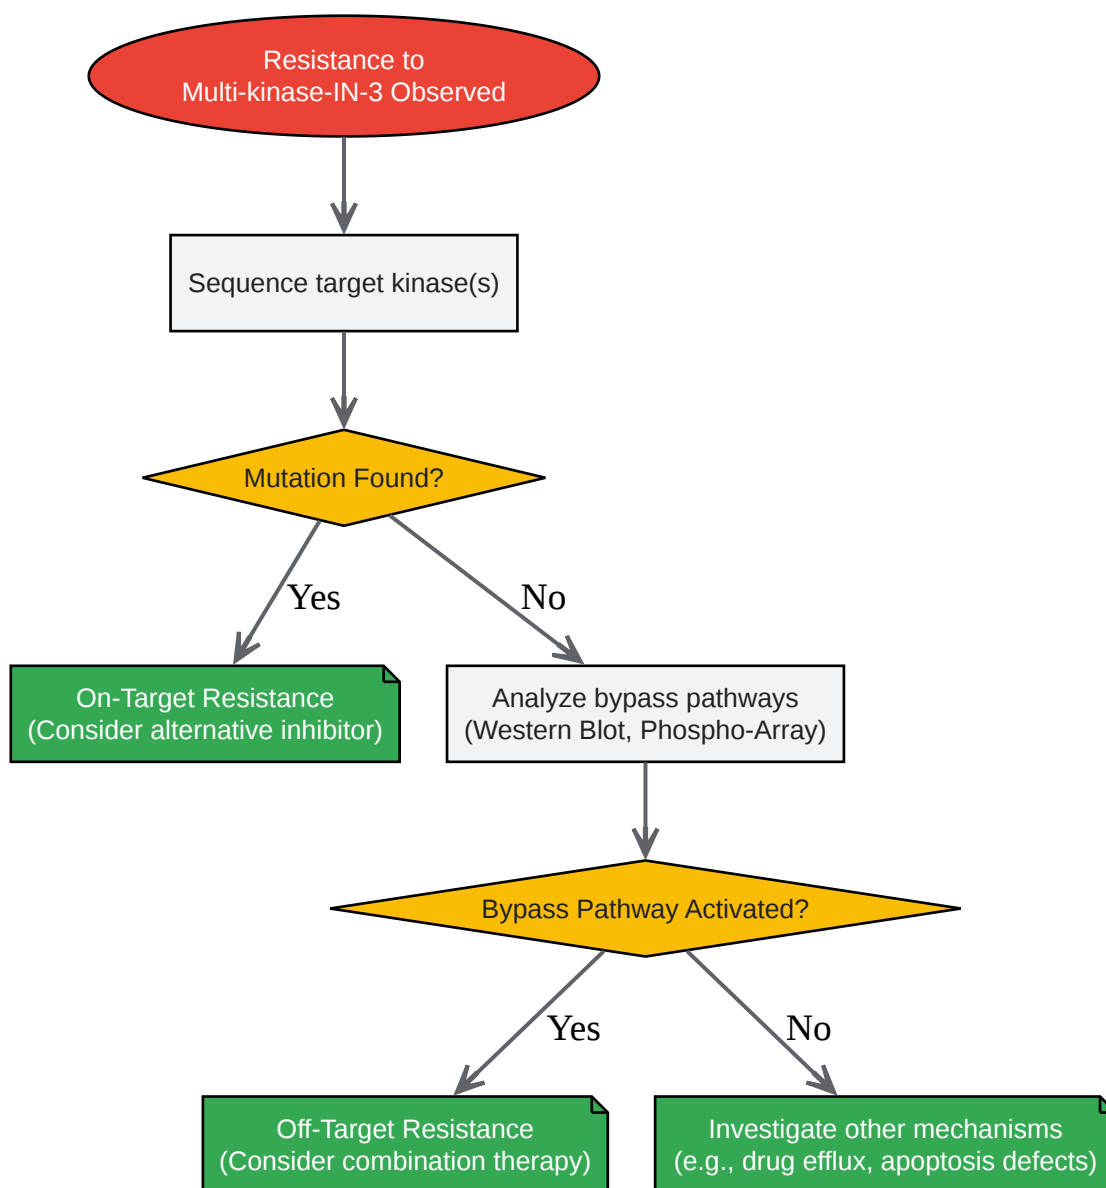 Resistance to
Multi-kinase-IN-3 Observed
Sequence target kinase(s)
Mutation Found?
Yes
No
On-Target Resistance
(Consider alternative inhibitor)
Analyze bypass pathways
(Western Blot, Phospho-Array)
Bypass Pathway Activated?
Yes
No
Off-Target Resistance
(Consider combination therapy)
Investigate other mechanisms
(e.g., drug efflux, apoptosis defects)